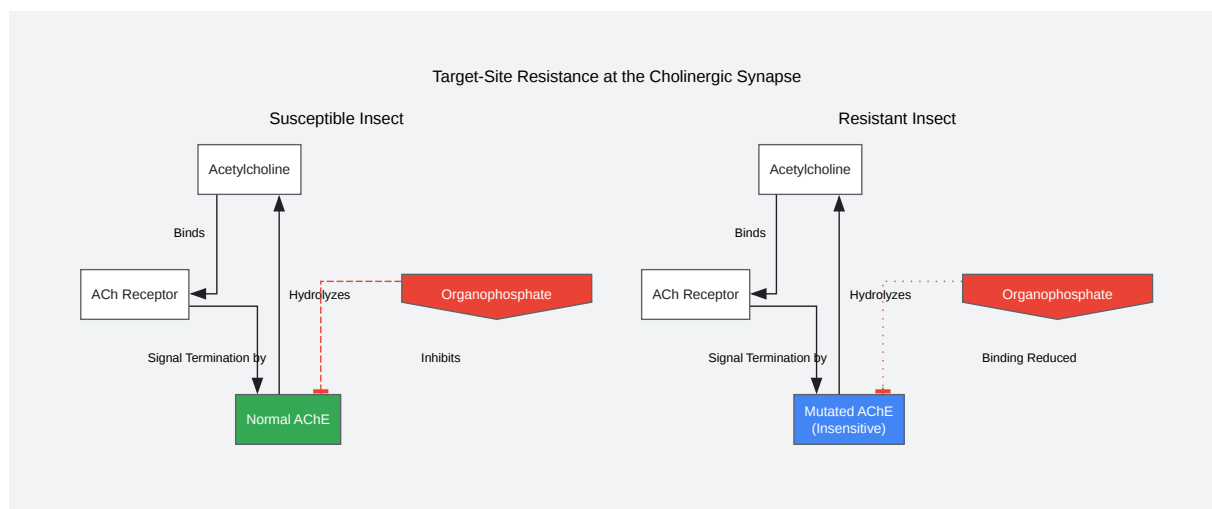 Target-Site Resistance at the Cholinergic Synapse
Susceptible Insect
Acetylcholine
Binds
ACh Receptor
Hydrolyzes
Organophosphate
Signal Termination by
Inhibits
Normal AChE
Resistant Insect
Acetylcholine
Binds
ACh Receptor
Hydrolyzes
Organophosphate
Signal Termination by
Binding Reduced
Mutated AChE
(Insensitive)